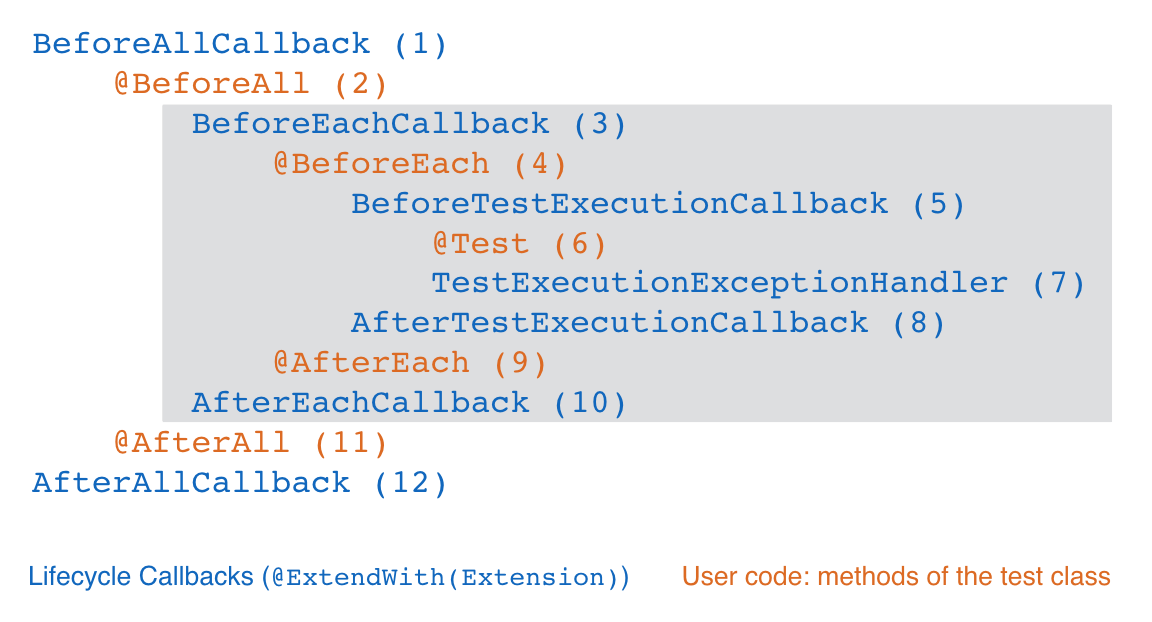 BeforeAllCallback (1)
@BeforeAll (2)
BeforeEachCallback (3)
@BeforeEach (4)
BeforeTestExecutionCallback (5)
@Test (6)
TestExecutionExceptionHandler (7)
AfterTestExecutionCallback (8)
@AfterEach (9)
AfterEachCallback (10)
@AfterAll (11)
AfterAllCallback (12)
Lifecycle Callbacks (@ExtendWith(Extension)) User code: methods of the test class